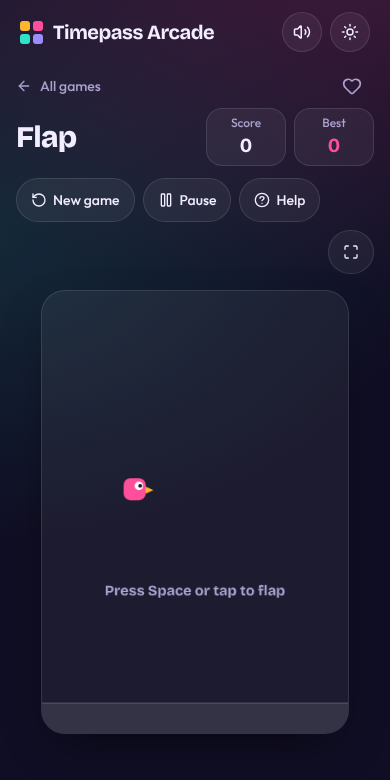 Timepass Arcade
All games
Flap
Score
0
Best
0
New game
Pause
Help
Press Space or tap to flap